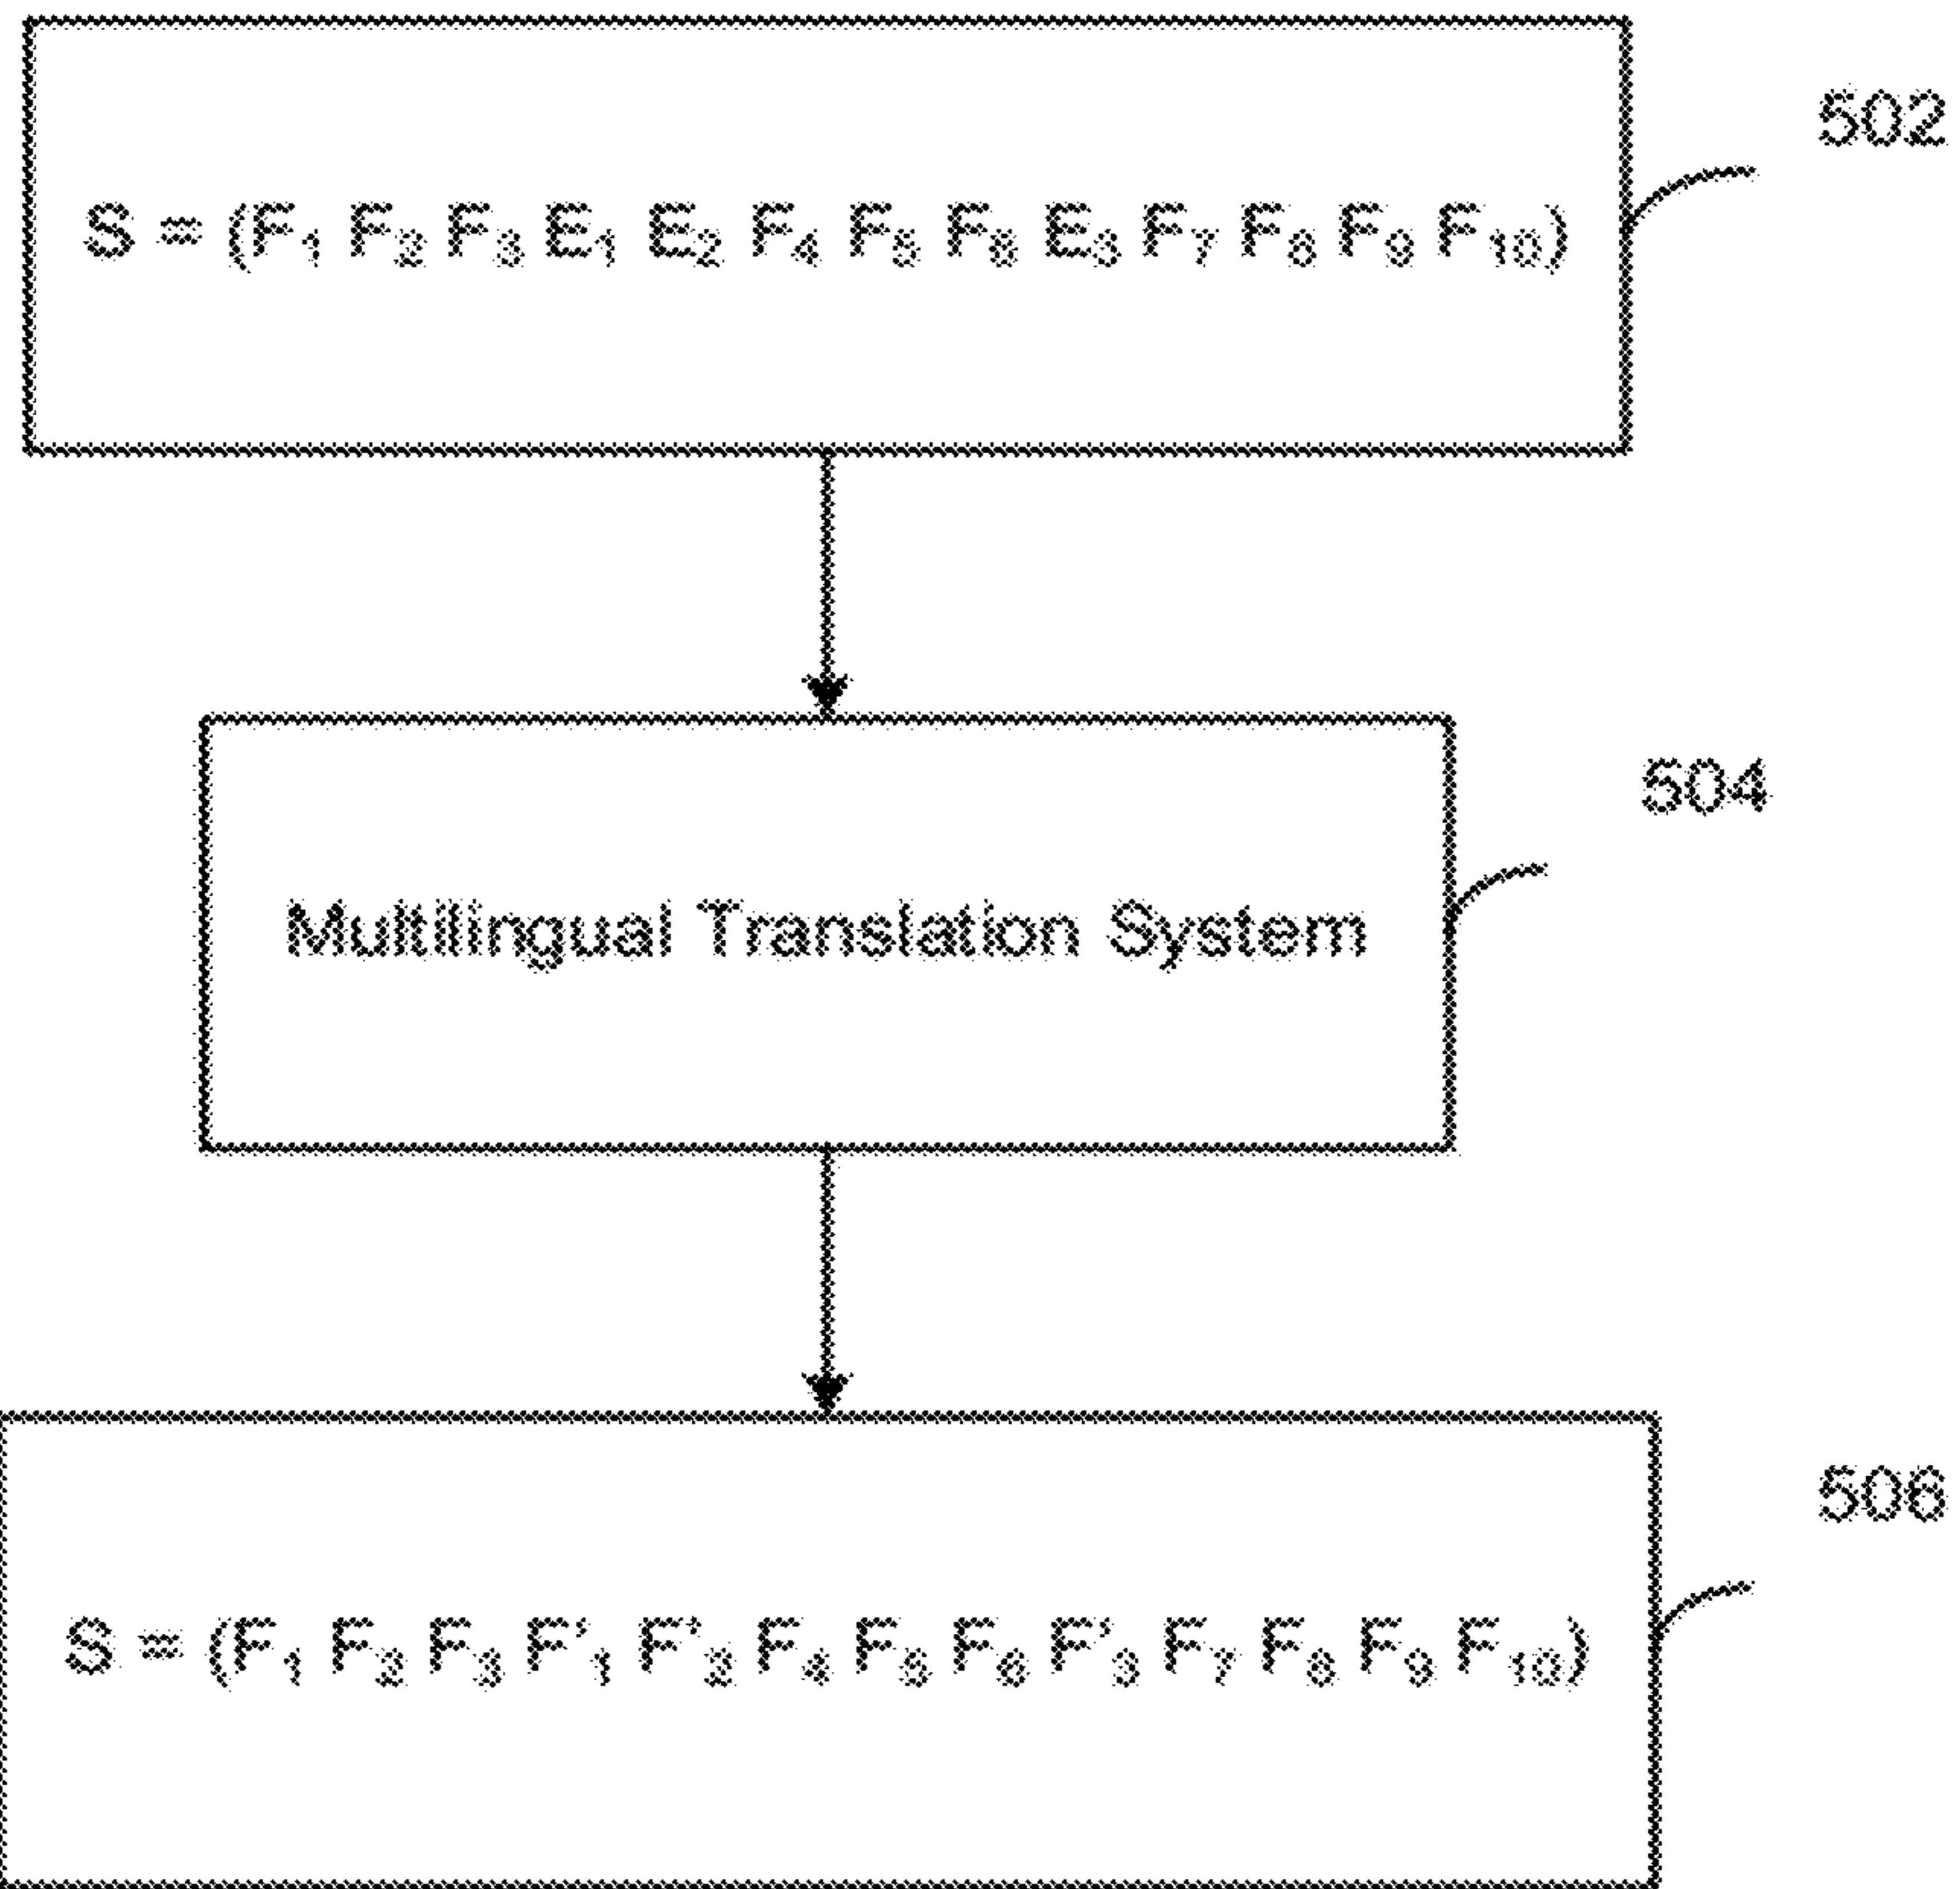 502
S = (F₁ F₂ F₃ E₁ E₂ F₄ F₅ F₆ E₃ F₇ F₈ F₉ F₁₀)
504
Multilingual Translation System
506
S = (F₁ F₂ F₃ F'₁ F'₂ F₄ F₅ F₆ F'₃ F₇ F₈ F₉ F₁₀)